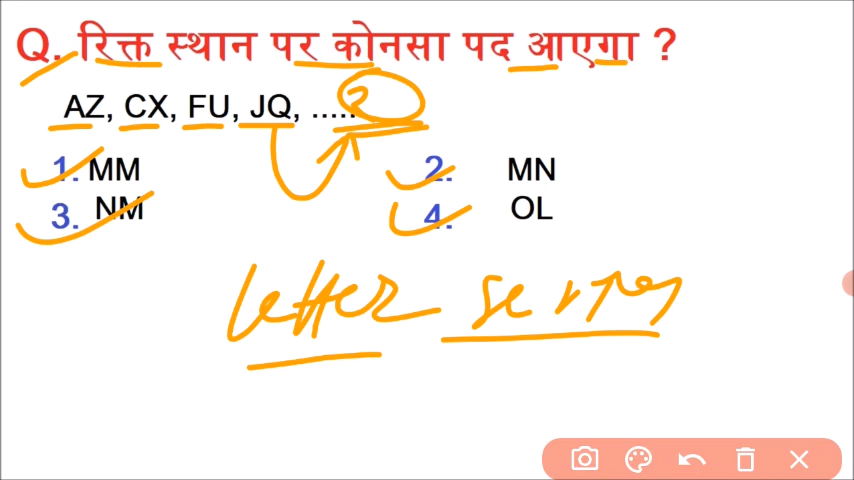 Q. रिक्त स्थान पर कोनसा पद आएगा ?
AZ, CX, FU, JQ, ..... ?
1. MM 2. MN
3. NM 4. OL
letter series